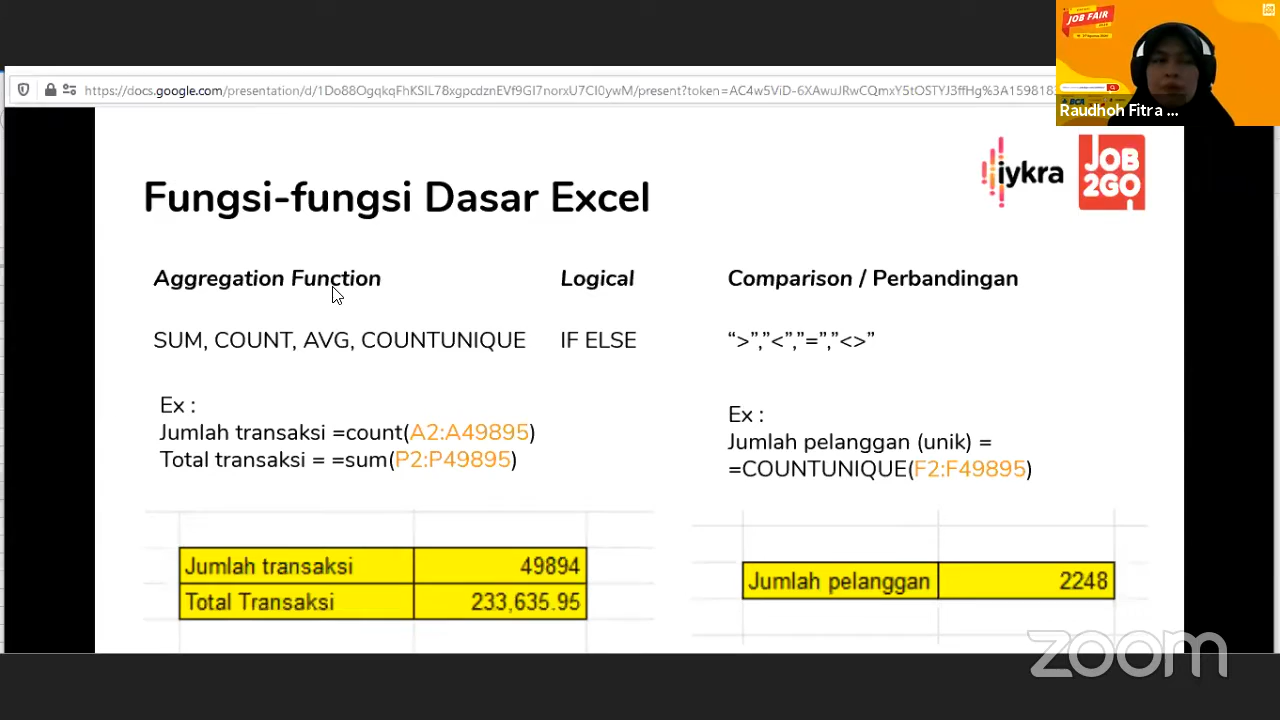 JOB FAIR
Raudhoh Fitra ...
https://docs.google.com/presentation/d/1Do88OgqkqFhKSIL78xgpcdznEVf9GI7norxU7CI0ywM/present?token=AC4w5ViD-6XAwuJRwCQmxY5tOSTYJ3ffHg%3A159818
iykra
JOB
2GO
Fungsi-fungsi Dasar Excel
Aggregation Function
Logical
Comparison / Perbandingan
SUM, COUNT, AVG, COUNTUNIQUE
IF ELSE
“>”,”<”,”=”,”<>”
Ex :
Jumlah transaksi =count(A2:A49895)
Total transaksi = =sum(P2:P49895)
Ex :
Jumlah pelanggan (unik) =
=COUNTUNIQUE(F2:F49895)
Jumlah transaksi 49894
Total Transaksi 233,635.95
Jumlah pelanggan 2248
zoom